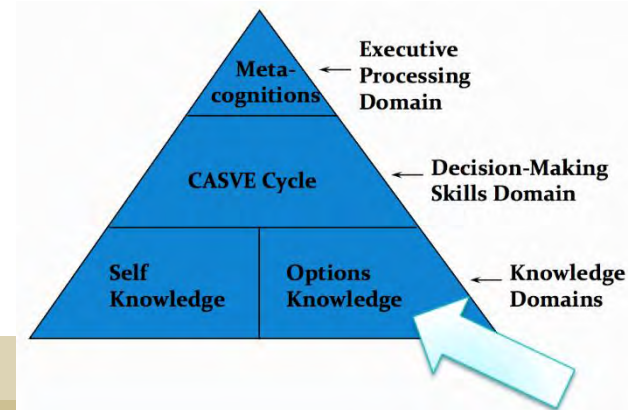 Meta-
cognitions
Executive
Processing
Domain
CASVE Cycle
Decision-Making
Skills Domain
Self
Knowledge
Options
Knowledge
Knowledge
Domains